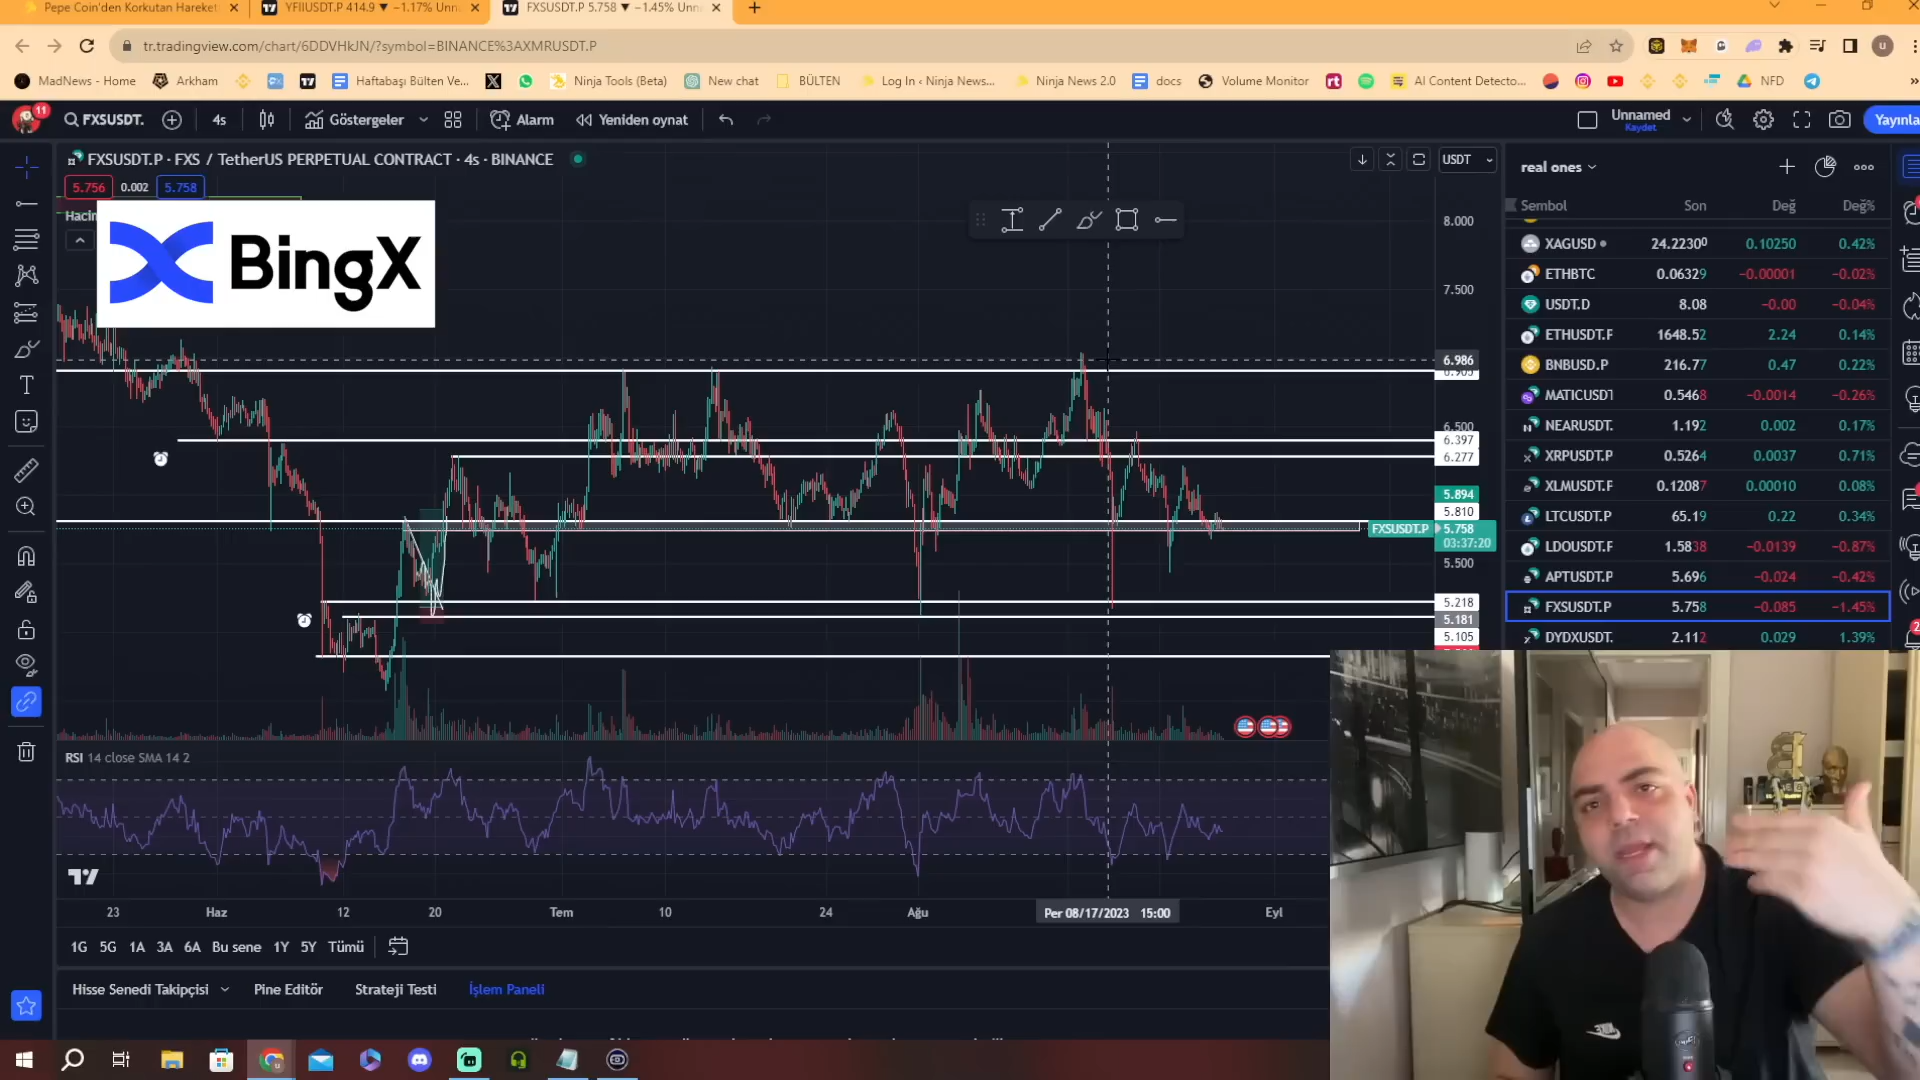 Pepe Coin'den Korkutan Hareket
YFIIUSDT.P 414.9 ▼ −1.17% Unna
FXSUSDT.P 5.758 ▼ −1.45% Unna
tr.tradingview.com/chart/6DDVHkJN/?symbol=BINANCE%3AXMRUSDT.P
MadNews - Home
Arkham
Haftabaşı Bülten Ve...
Ninja Tools (Beta)
New chat
BÜLTEN
Log In ‹ Ninja News...
Ninja News 2.0
docs
Volume Monitor
AI Content Detecto...
NFD
11
FXSUSDT.
4s
Göstergeler
Alarm
Yeniden oynat
Unnamed
Kaydet
Yayınla
FXSUSDT.P · FXS / TetherUS PERPETUAL CONTRACT · 4s · BINANCE
5.756
0.002
5.758
Hacim
BingX
USDT
8.000
7.500
6.986
6.500
6.397
6.277
5.894
5.810
FXSUSDT.P
5.758
03:37:20
5.500
5.218
5.181
5.105
real ones
Sembol Son Değ Değ%
XAGUSD 24.2230 0.10250 0.42%
ETHBTC 0.06329 −0.00001 −0.02%
USDT.D 8.08 −0.00 −0.04%
ETHUSDT.P 1648.52 2.24 0.14%
BNBUSD.P 216.77 0.47 0.22%
MATICUSDT 0.5468 −0.0014 −0.26%
NEARUSDT. 1.192 0.002 0.17%
XRPUSDT.P 0.5264 0.0037 0.71%
XLMUSDT.P 0.12087 0.00010 0.08%
LTCUSDT.P 65.19 0.22 0.34%
LDOUSDT.P 1.5838 −0.0139 −0.87%
APTUSDT.P 5.696 −0.024 −0.42%
FXSUSDT.P 5.758 −0.085 −1.45%
DYDXUSDT. 2.112 0.029 1.39%
RSI 14 close SMA 14 2
23 Haz 12 20 Tem 10 24 Ağu Per 08/17/2023 15:00 Eyl
1G 5G 1A 3A 6A Bu sene 1Y 5Y Tümü
Hisse Senedi Takipçisi
Pine Editör
Strateji Testi
İşlem Paneli